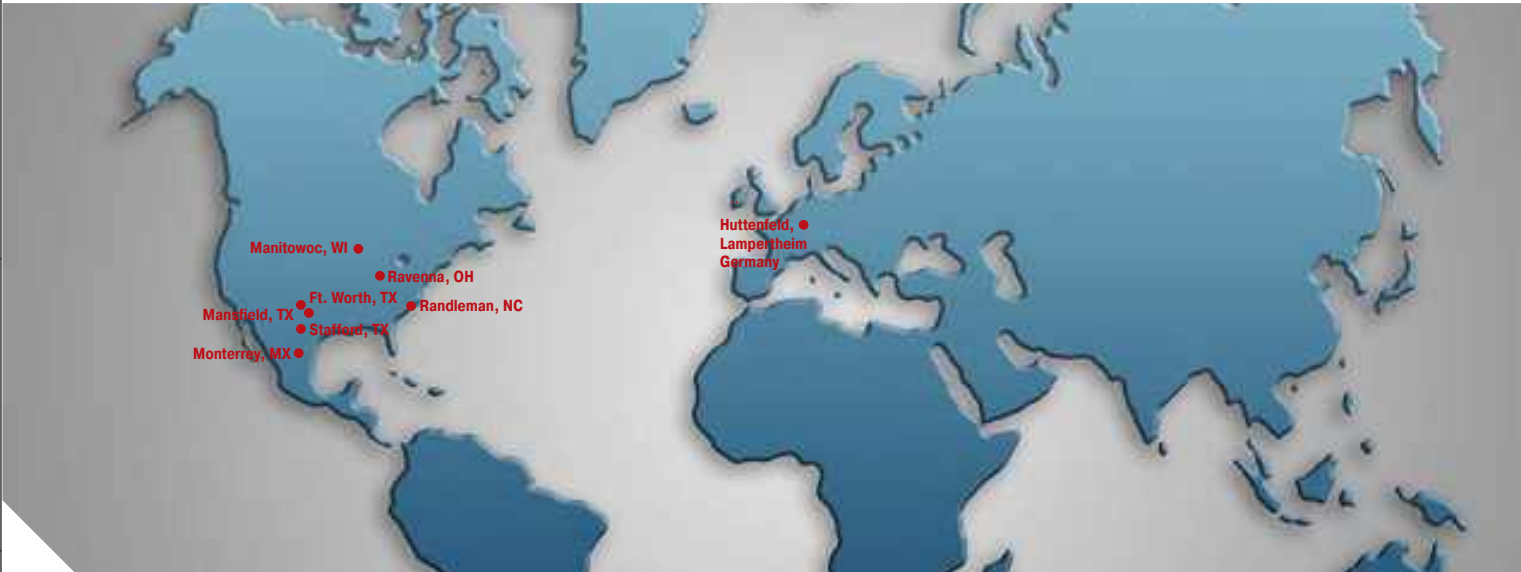 Manitowoc, WI
Ravenna, OH
Ft. Worth, TX
Mansfield, TX
Randleman, NC
Stafford, TX
Monterrey, MX
Huttenfeld,
Lampertheim
Germany